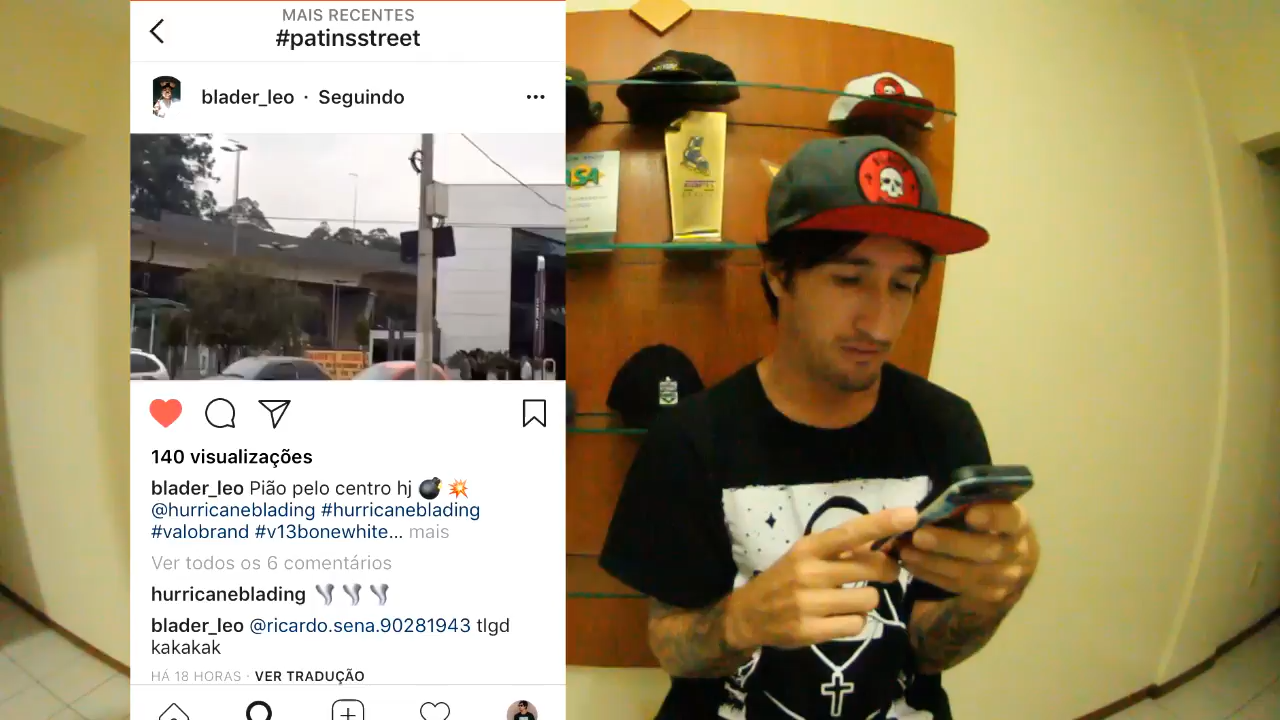 MAIS RECENTES
#patinsstreet
blader_leo · Seguindo
140 visualizações
blader_leo Pião pelo centro hj 💣 💥
@hurricaneblading #hurricaneblading
#valobrand #v13bonewhite... mais
Ver todos os 6 comentários
hurricaneblading 🌪 🌪 🌪
blader_leo @ricardo.sena.90281943 tlgd
kakakak
HÁ 18 HORAS · VER TRADUÇÃO